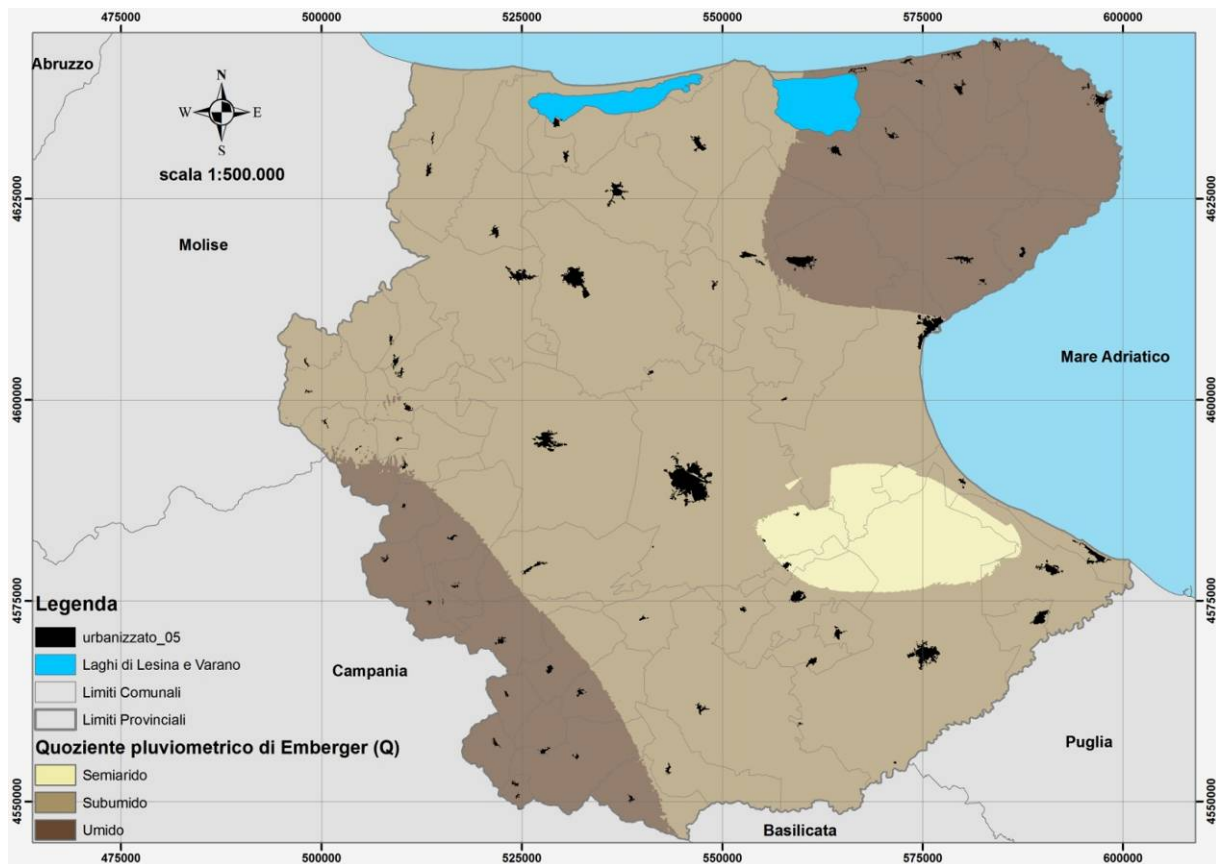 475000 500000 525000 550000 575000 600000
Abruzzo
N
W E
S
scala 1:500.000
4625000 4625000
Molise
Mare Adriatico
4600000 4600000
4575000 4575000
Legenda
urbanizzato_05
Laghi di Lesina e Varano
Limiti Comunali
Limiti Provinciali
Quoziente pluviometrico di Emberger (Q)
Semiarido
Subumido
Umido
Campania
Puglia
4550000 4550000
Basilicata
475000 500000 525000 550000 575000 600000